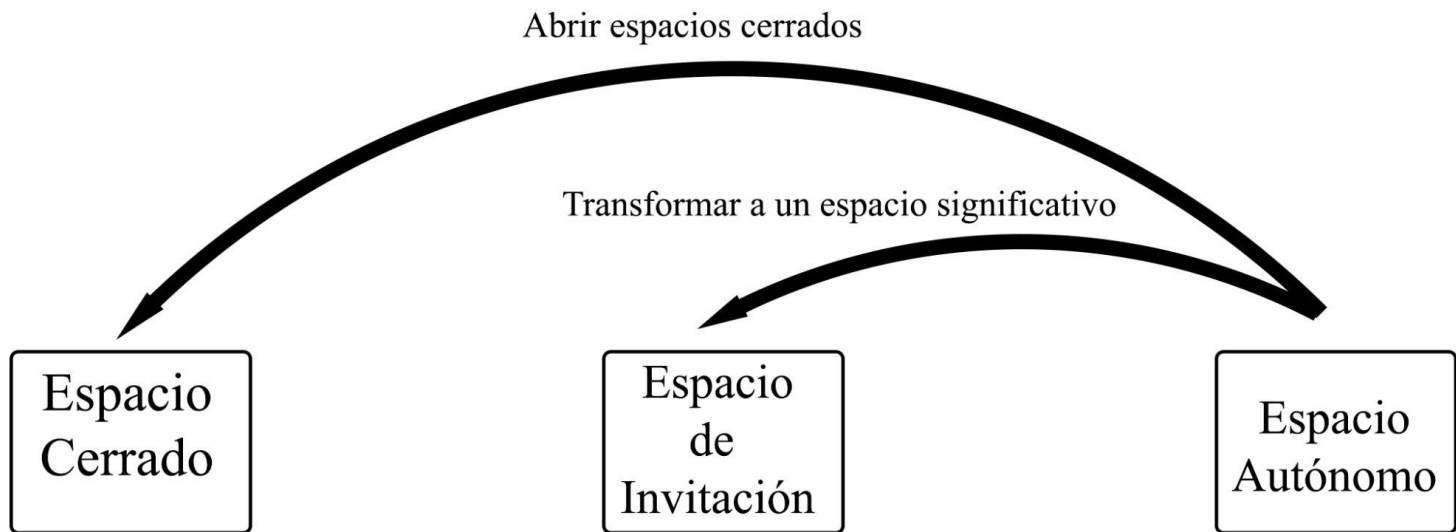 Abrir espacios cerrados
Transformar a un espacio significativo
Espacio
Cerrado
Espacio
de
Invitación
Espacio
Autónomo